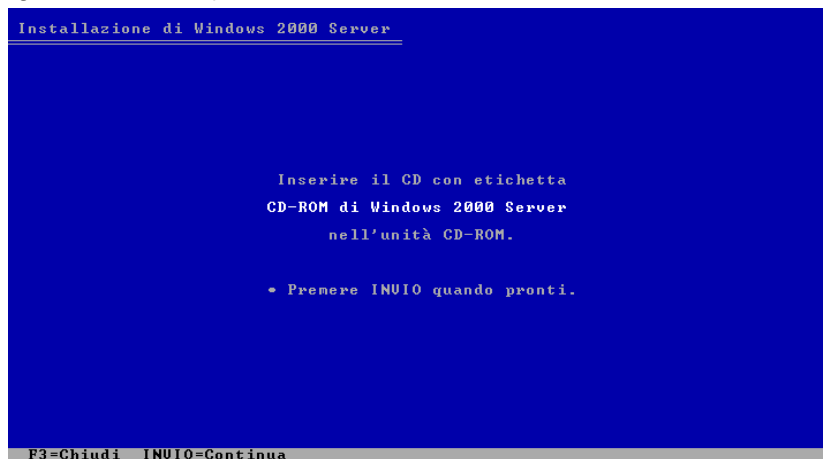 Installazione di Windows 2000 Server
Inserire il CD con etichetta
CD-ROM di Windows 2000 Server
nell'unità CD-ROM.
• Premere INVIO quando pronti.
F3=Chiudi INVIO=Continua